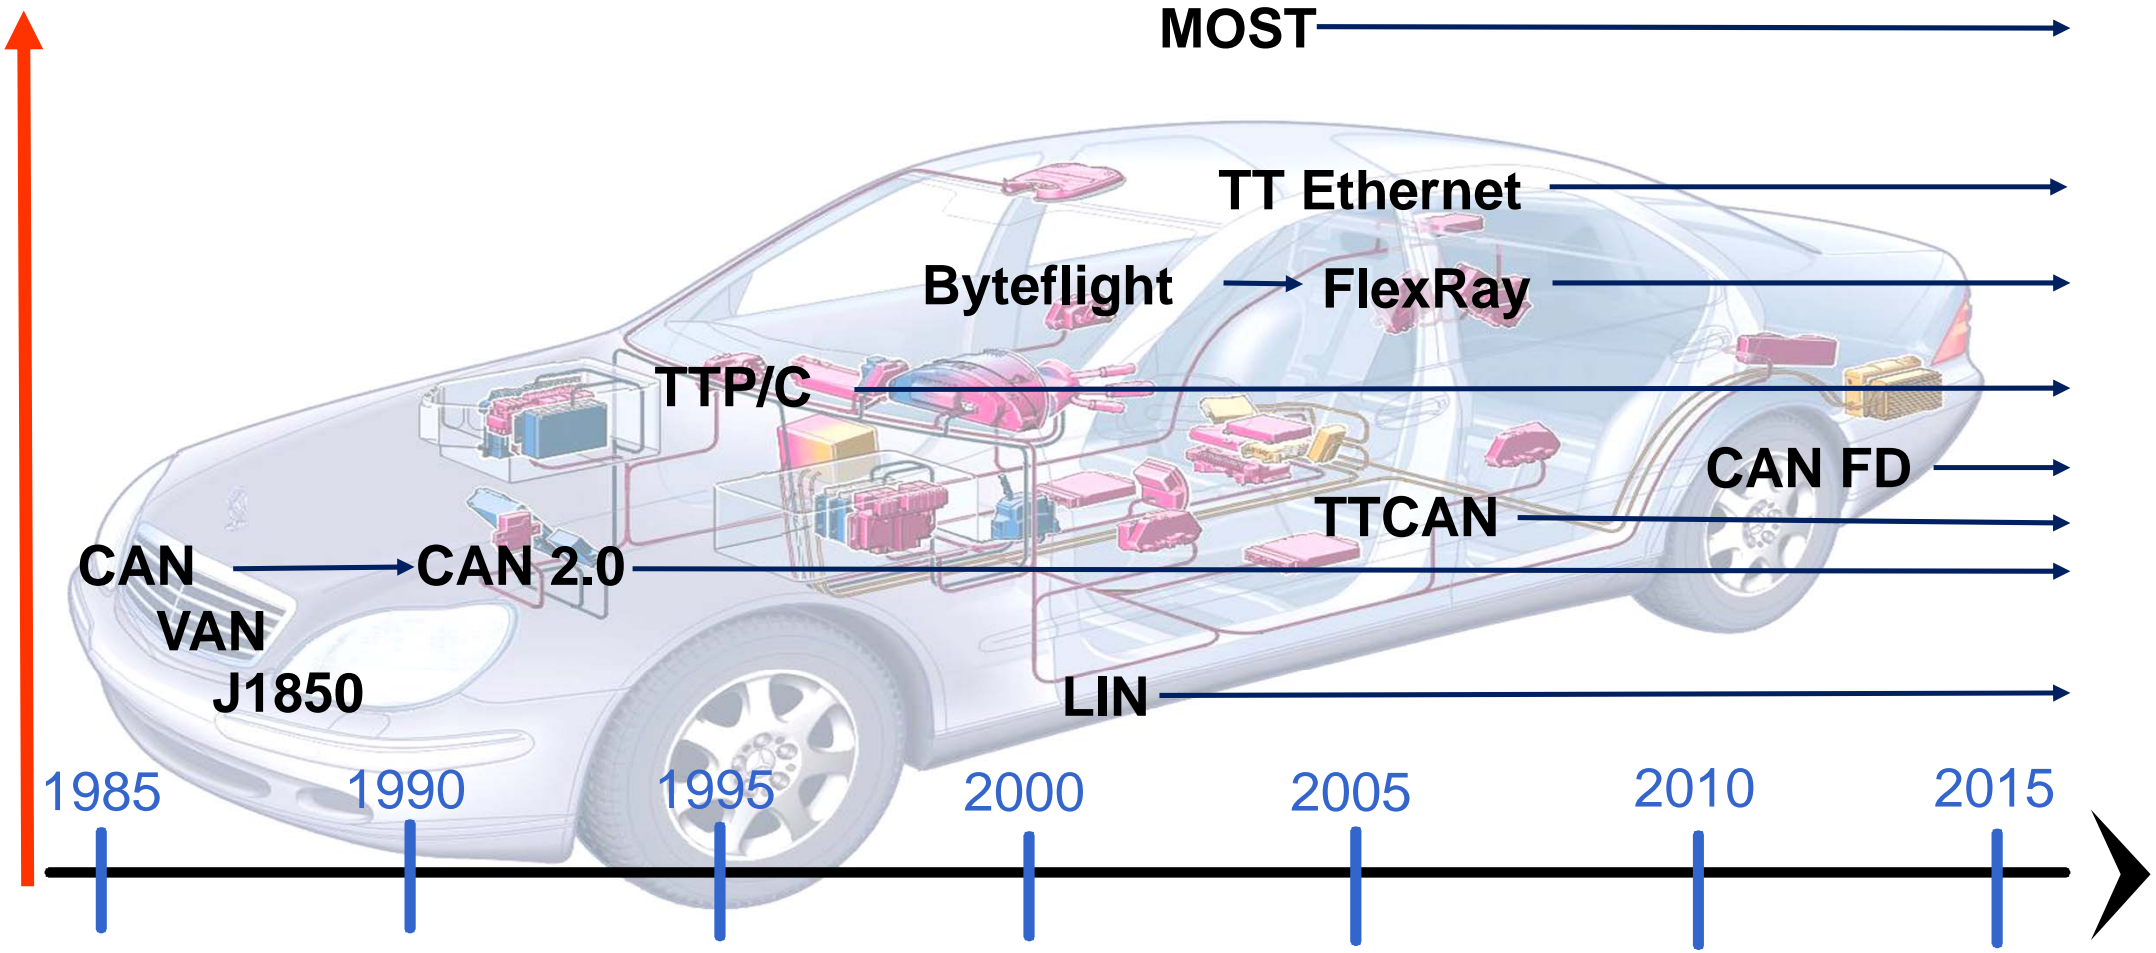 MOST
TT Ethernet
Byteflight FlexRay
TTP/C
CAN FD
TTCAN
CAN CAN 2.0
VAN
J1850 LIN
1985 1990 1995 2000 2005 2010 2015